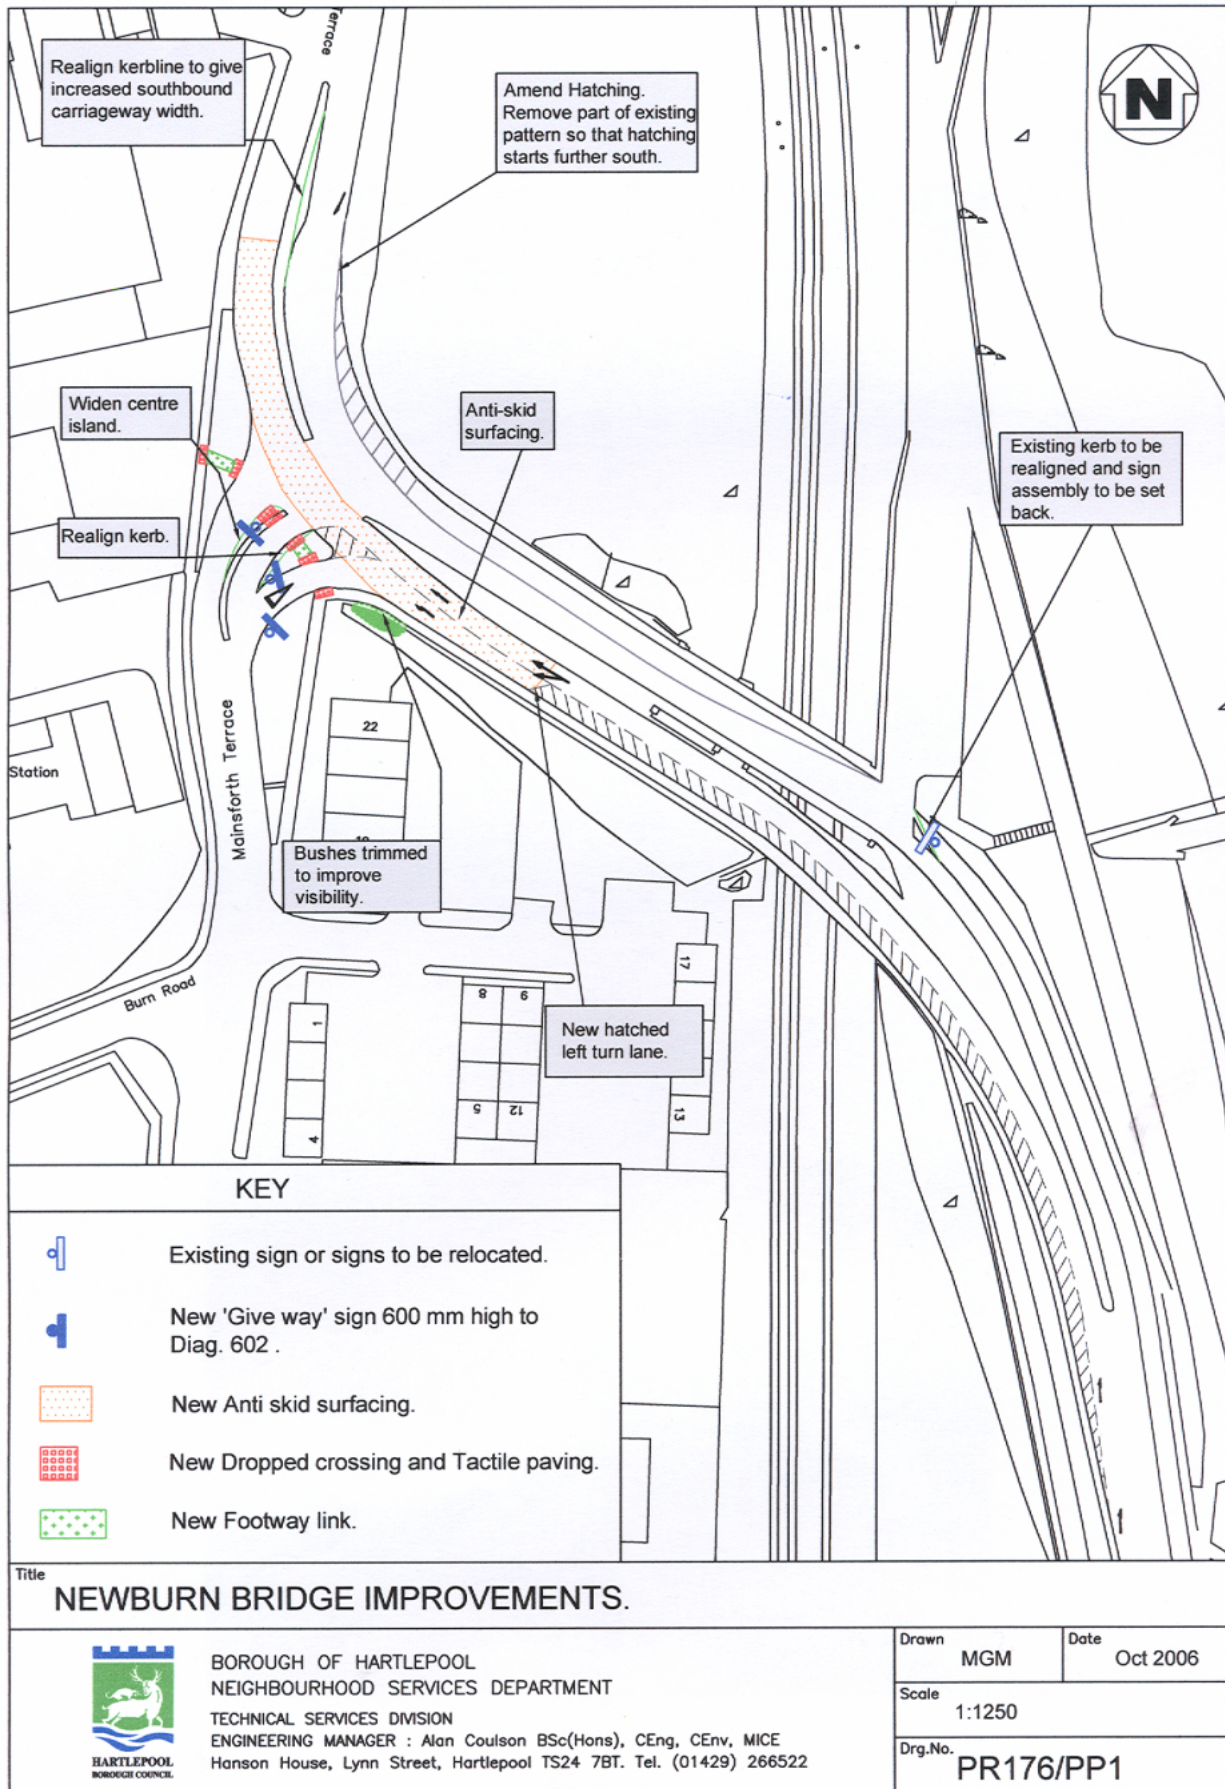 Terrace
Realign kerbline to give
increased southbound
carriageway width.
Amend Hatching.
Remove part of existing
pattern so that hatching
starts further south.
N
Widen centre
island.
Anti-skid
surfacing.
Existing kerb to be
realigned and sign
assembly to be set
back.
Realign kerb.
Mainsforth Terrace
22
Station
Bushes trimmed
to improve
visibility.
Burn Road
17
8
9
1
New hatched
left turn lane.
5
12
13
4
KEY
Existing sign or signs to be relocated.
New 'Give way' sign 600 mm high to
Diag. 602 .
New Anti skid surfacing.
New Dropped crossing and Tactile paving.
New Footway link.
Title
NEWBURN BRIDGE IMPROVEMENTS.
HARTLEPOOL
BOROUGH COUNCIL
BOROUGH OF HARTLEPOOL
NEIGHBOURHOOD SERVICES DEPARTMENT
TECHNICAL SERVICES DIVISION
ENGINEERING MANAGER : Alan Coulson BSc(Hons), CEng, CEnv, MICE
Hanson House, Lynn Street, Hartlepool TS24 7BT. Tel. (01429) 266522
Drawn
MGM
Date
Oct 2006
Scale
1:1250
Drg.No.
PR176/PP1